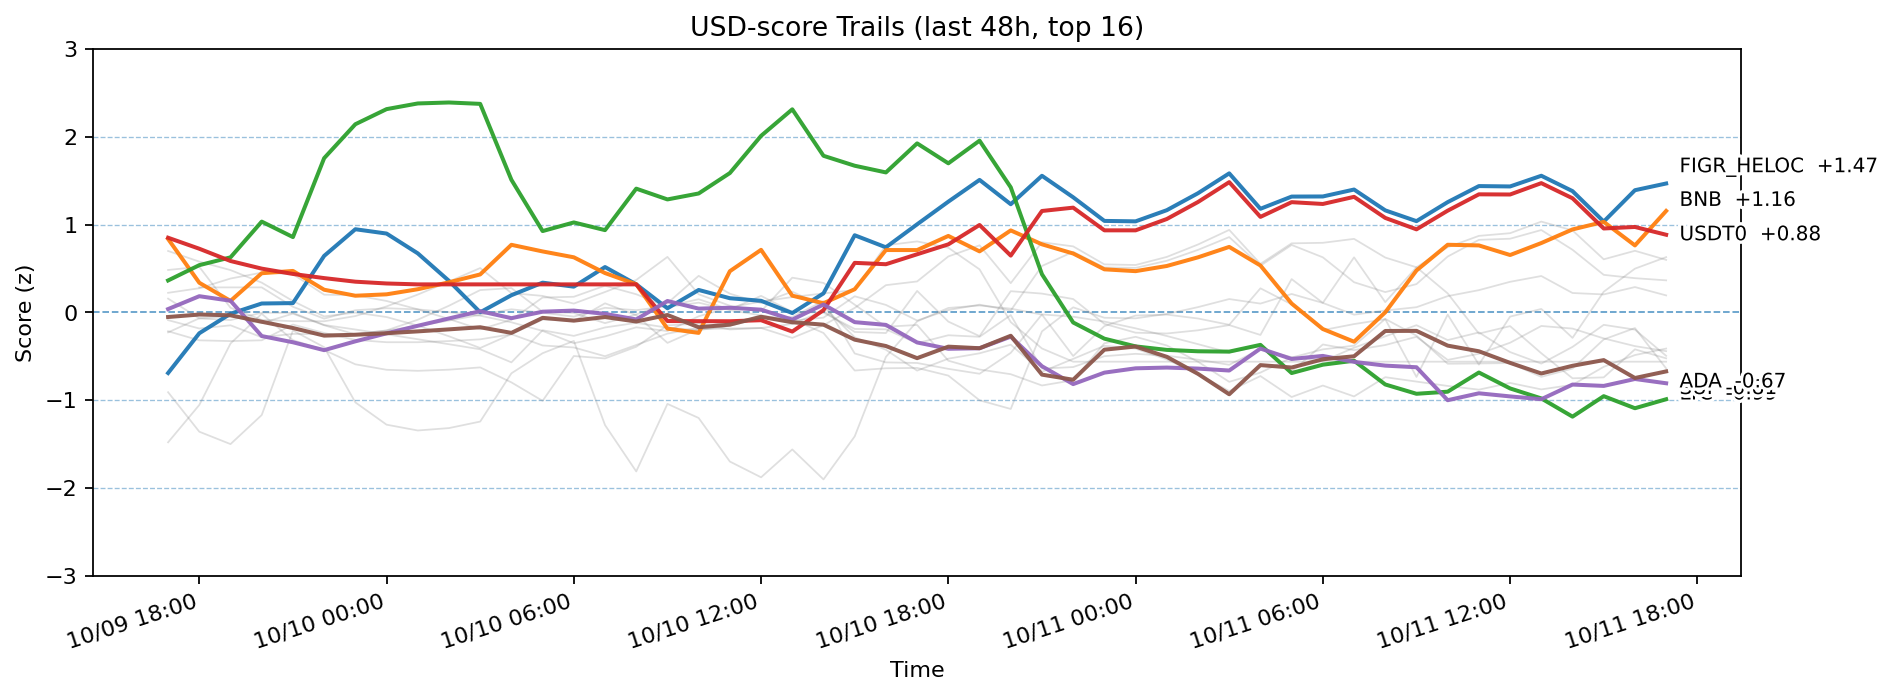 USD-score Trails (last 48h, top 16)
Score (z)
3
2
1
0
−1
−2
−3
FIGR_HELOC +1.47
BNB +1.16
USDT0 +0.88
ADA -0.67
10/09 18:00
10/10 00:00
10/10 06:00
10/10 12:00
10/10 18:00
10/11 00:00
10/11 06:00
10/11 12:00
10/11 18:00
Time